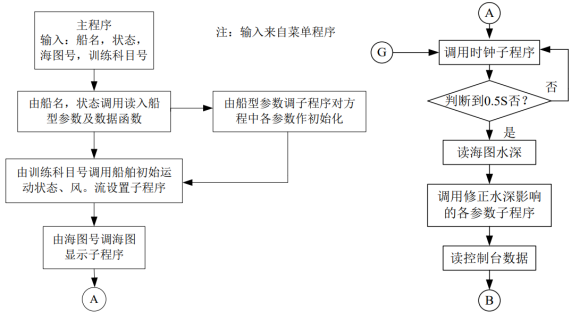 主程序
输入：船名，状态，
海图号，训练科目号
注：输入来自菜单程序
由船名，状态调用读入船
型参数及数据函数
由船型参数调子程序对方
程中各参数作初始化
由训练科目号调用船舶初始运
动状态、风。流设置子程序
由海图号调海图
显示子程序
A
A
G
调用时钟子程序
判断到0.5S否？
否
是
读海图水深
调用修正水深影响
的各参数子程序
读控制台数据
B